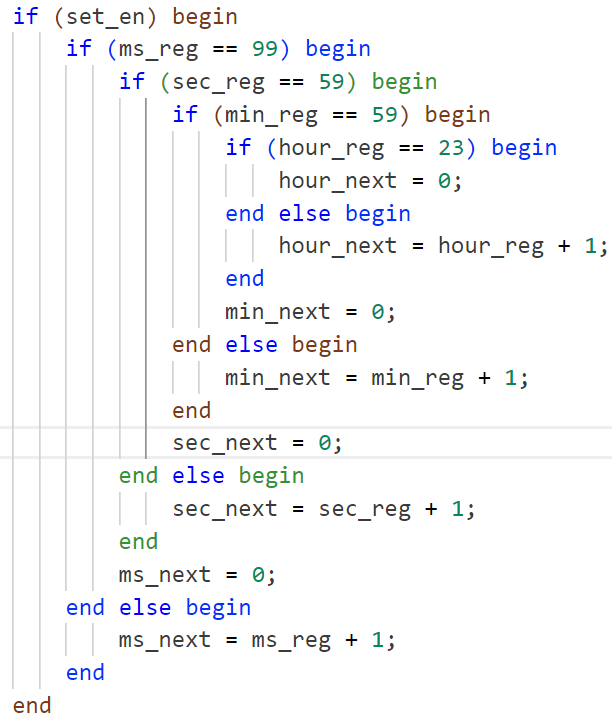 if (set_en) begin
    if (ms_reg == 99) begin
        if (sec_reg == 59) begin
            if (min_reg == 59) begin
                if (hour_reg == 23) begin
                    hour_next = 0;
                end else begin
                    hour_next = hour_reg + 1;
                end
                min_next = 0;
            end else begin
                min_next = min_reg + 1;
            end
            sec_next = 0;
        end else begin
            sec_next = sec_reg + 1;
        end
        ms_next = 0;
    end else begin
        ms_next = ms_reg + 1;
    end
end